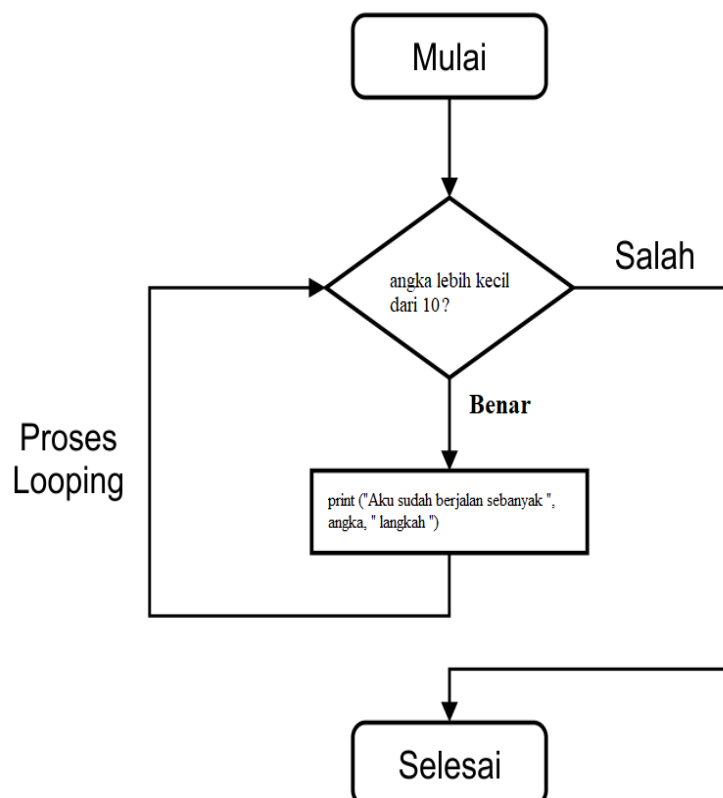 Mulai
angka lebih kecil
dari 10?
Salah
Benar
Proses
Looping
print ("Aku sudah berjalan sebanyak ",
angka, " langkah ")
Selesai